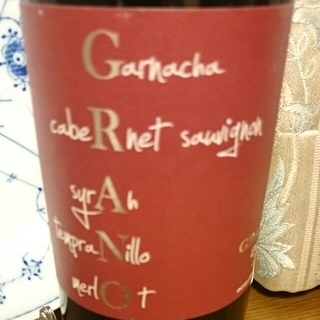 Garnacha
cabeRnet sauvignon
syrAh
tempraNillo
merlOt